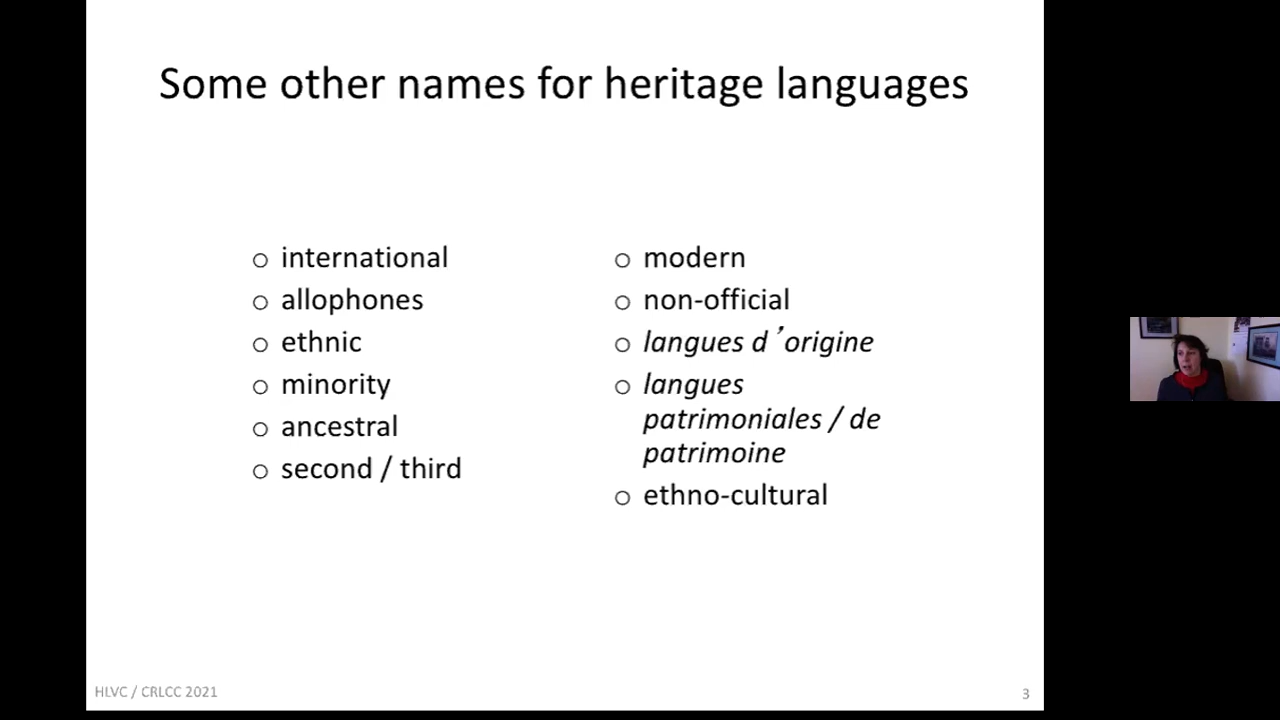 Some other names for heritage languages
international
allophones
ethnic
minority
ancestral
second / third
modern
non-official
langues d’origine
langues
patrimoniales / de
patrimoine
ethno-cultural
HLVC / CRLCC 2021
3